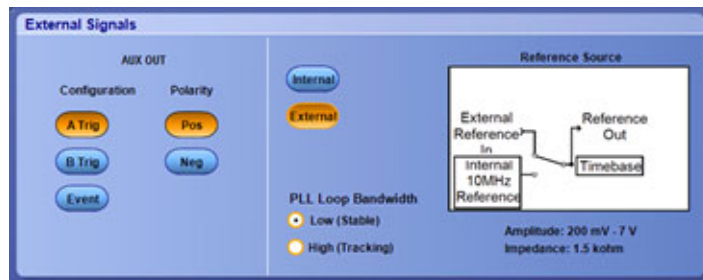 External Signals
AUX OUT
Configuration
Polarity
A Trig
Pos
B Trig
Neg
Event
Internal
External
PLL Loop Bandwidth
Low (Stable)
High (Tracking)
Reference Source
External
Reference
In
Internal
10MHz
Reference
Reference
Out
Timebase
Amplitude: 200 mV - 7 V
Impedance: 1.5 kohm